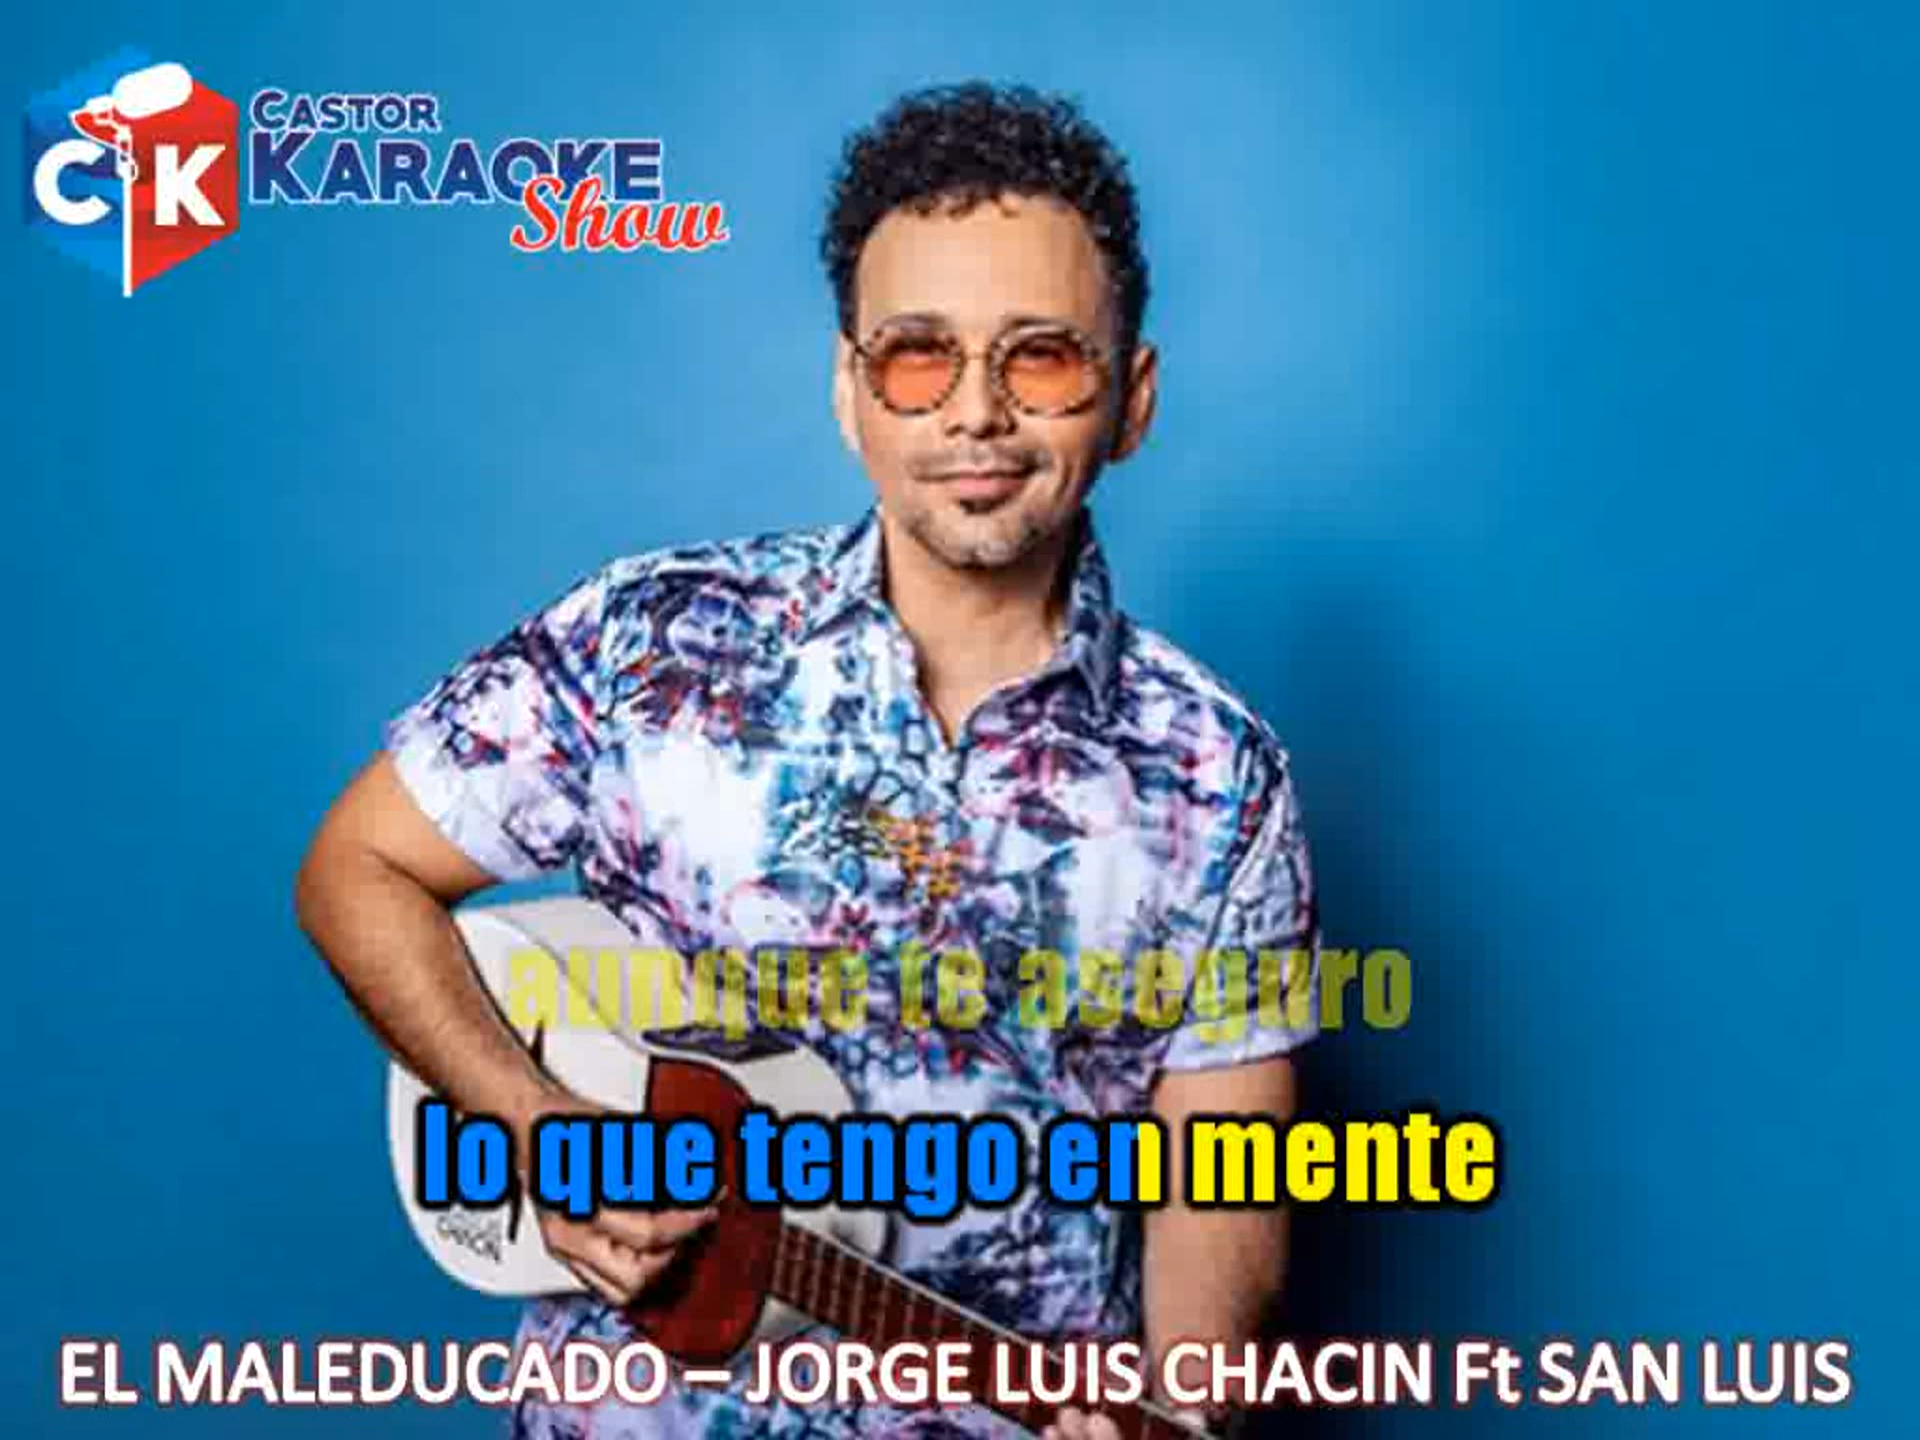 CASTOR
KARAOKE
Show
CK
aunque te aseguro
lo que tengo en mente
CHACIN
EL MALEDUCADO – JORGE LUIS CHACIN Ft SAN LUIS